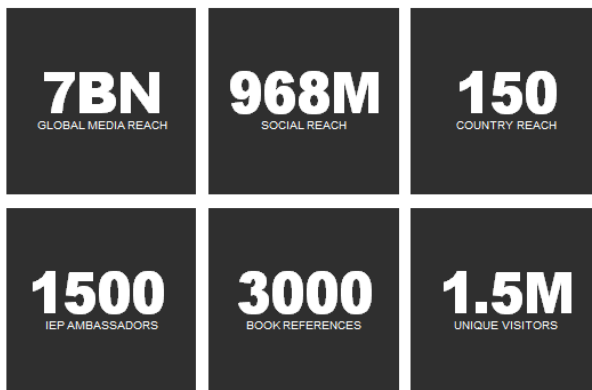 7BN
GLOBAL MEDIA REACH
968M
SOCIAL REACH
150
COUNTRY REACH
1500
IEP AMBASSADORS
3000
BOOK REFERENCES
1.5M
UNIQUE VISITORS